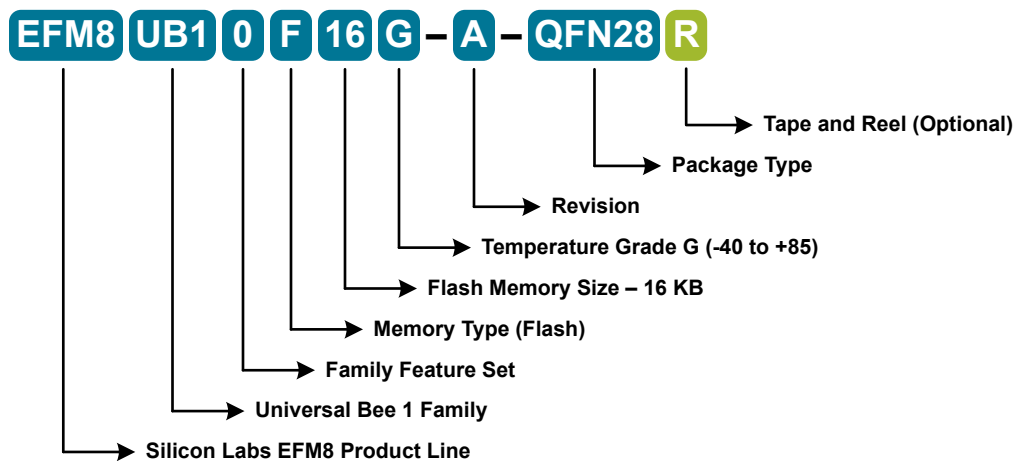 EFM8 UB1 0 F 16 G – A – QFN28 R
Tape and Reel (Optional)
Package Type
Revision
Temperature Grade G (-40 to +85)
Flash Memory Size – 16 KB
Memory Type (Flash)
Family Feature Set
Universal Bee 1 Family
Silicon Labs EFM8 Product Line